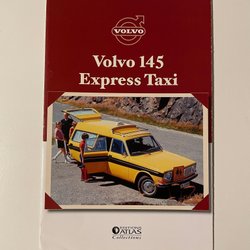 VOLVO
Volvo 145
Express Taxi
ATLAS
Collections